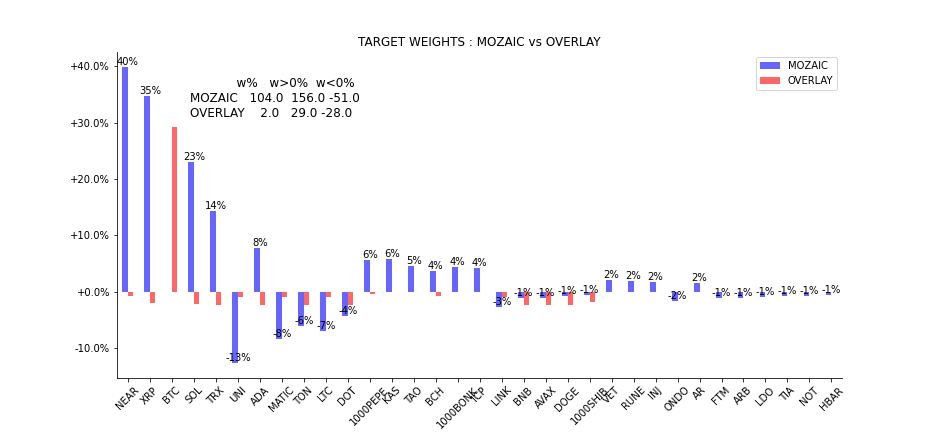 TARGET WEIGHTS : MOZAIC vs OVERLAY
MOZAIC
OVERLAY
w% w>0% w<0%
MOZAIC 104.0 156.0 -51.0
OVERLAY 2.0 29.0 -28.0
+40.0%
+30.0%
+20.0%
+10.0%
+0.0%
-10.0%
40%
35%
23%
14%
-13%
8%
-8%
-6%
-7%
-4%
6%
6%
5%
4%
4%
4%
-3%
-1%
-1%
-1%
-1%
2%
2%
2%
-2%
2%
-1%
-1%
-1%
-1%
-1%
-1%
NEAR
XRP
BTC
SOL
TRX
UNI
ADA
MATIC
TON
LTC
DOT
1000PEPE
KAS
TAO
BCH
1000BONK
ICP
LINK
BNB
AVAX
DOGE
1000SHIB
VET
RUNE
INJ
ONDO
AR
FTM
ARB
LDO
TIA
NOT
HBAR